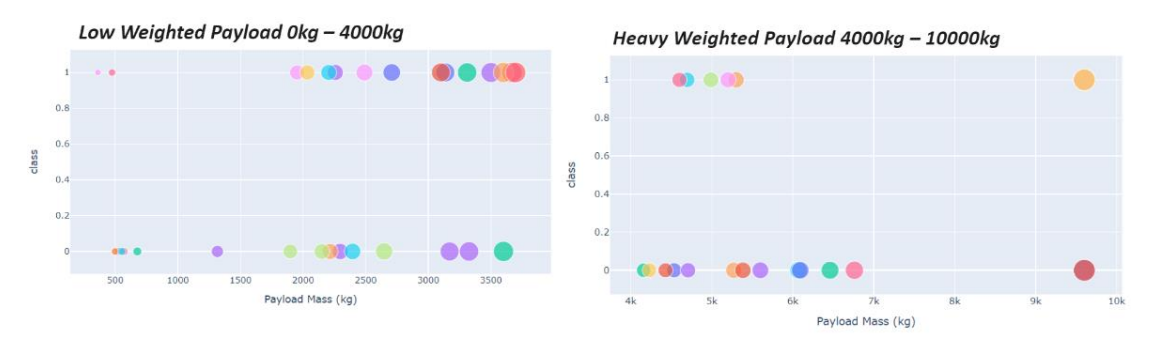 Low Weighted Payload 0kg – 4000kg
class
1
0.8
0.6
0.4
0.2
0
500
1000
1500
2000
2500
3000
3500
Payload Mass (kg)
Heavy Weighted Payload 4000kg – 10000kg
class
1
0.8
0.6
0.4
0.2
0
4k
5k
6k
7k
8k
9k
10k
Payload Mass (kg)